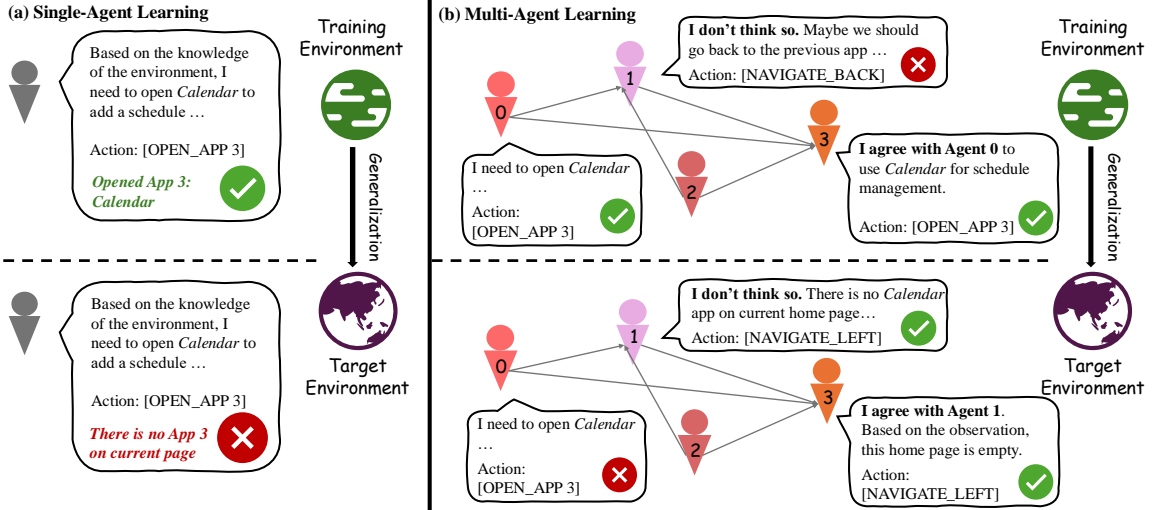 (a) Single-Agent Learning
Based on the knowledge
of the environment, I
need to open Calendar to
add a schedule …
Action: [OPEN_APP 3]
Opened App 3:
Calendar
Training
Environment
Generalization
Based on the knowledge
of the environment, I
need to open Calendar to
add a schedule …
Action: [OPEN_APP 3]
There is no App 3
on current page
Target
Environment
(b) Multi-Agent Learning
I don't think so. Maybe we should
go back to the previous app …
Action: [NAVIGATE_BACK]
0
1
2
3
I need to open Calendar
…
Action:
[OPEN_APP 3]
I agree with Agent 0 to
use Calendar for schedule
management.
Action: [OPEN_APP 3]
Training
Environment
Generalization
I don't think so. There is no Calendar
app on current home page…
Action: [NAVIGATE_LEFT]
0
1
2
3
I need to open Calendar
…
Action:
[OPEN_APP 3]
I agree with Agent 1.
Based on the observation,
this home page is empty.
Action:
[NAVIGATE_LEFT]
Target
Environment